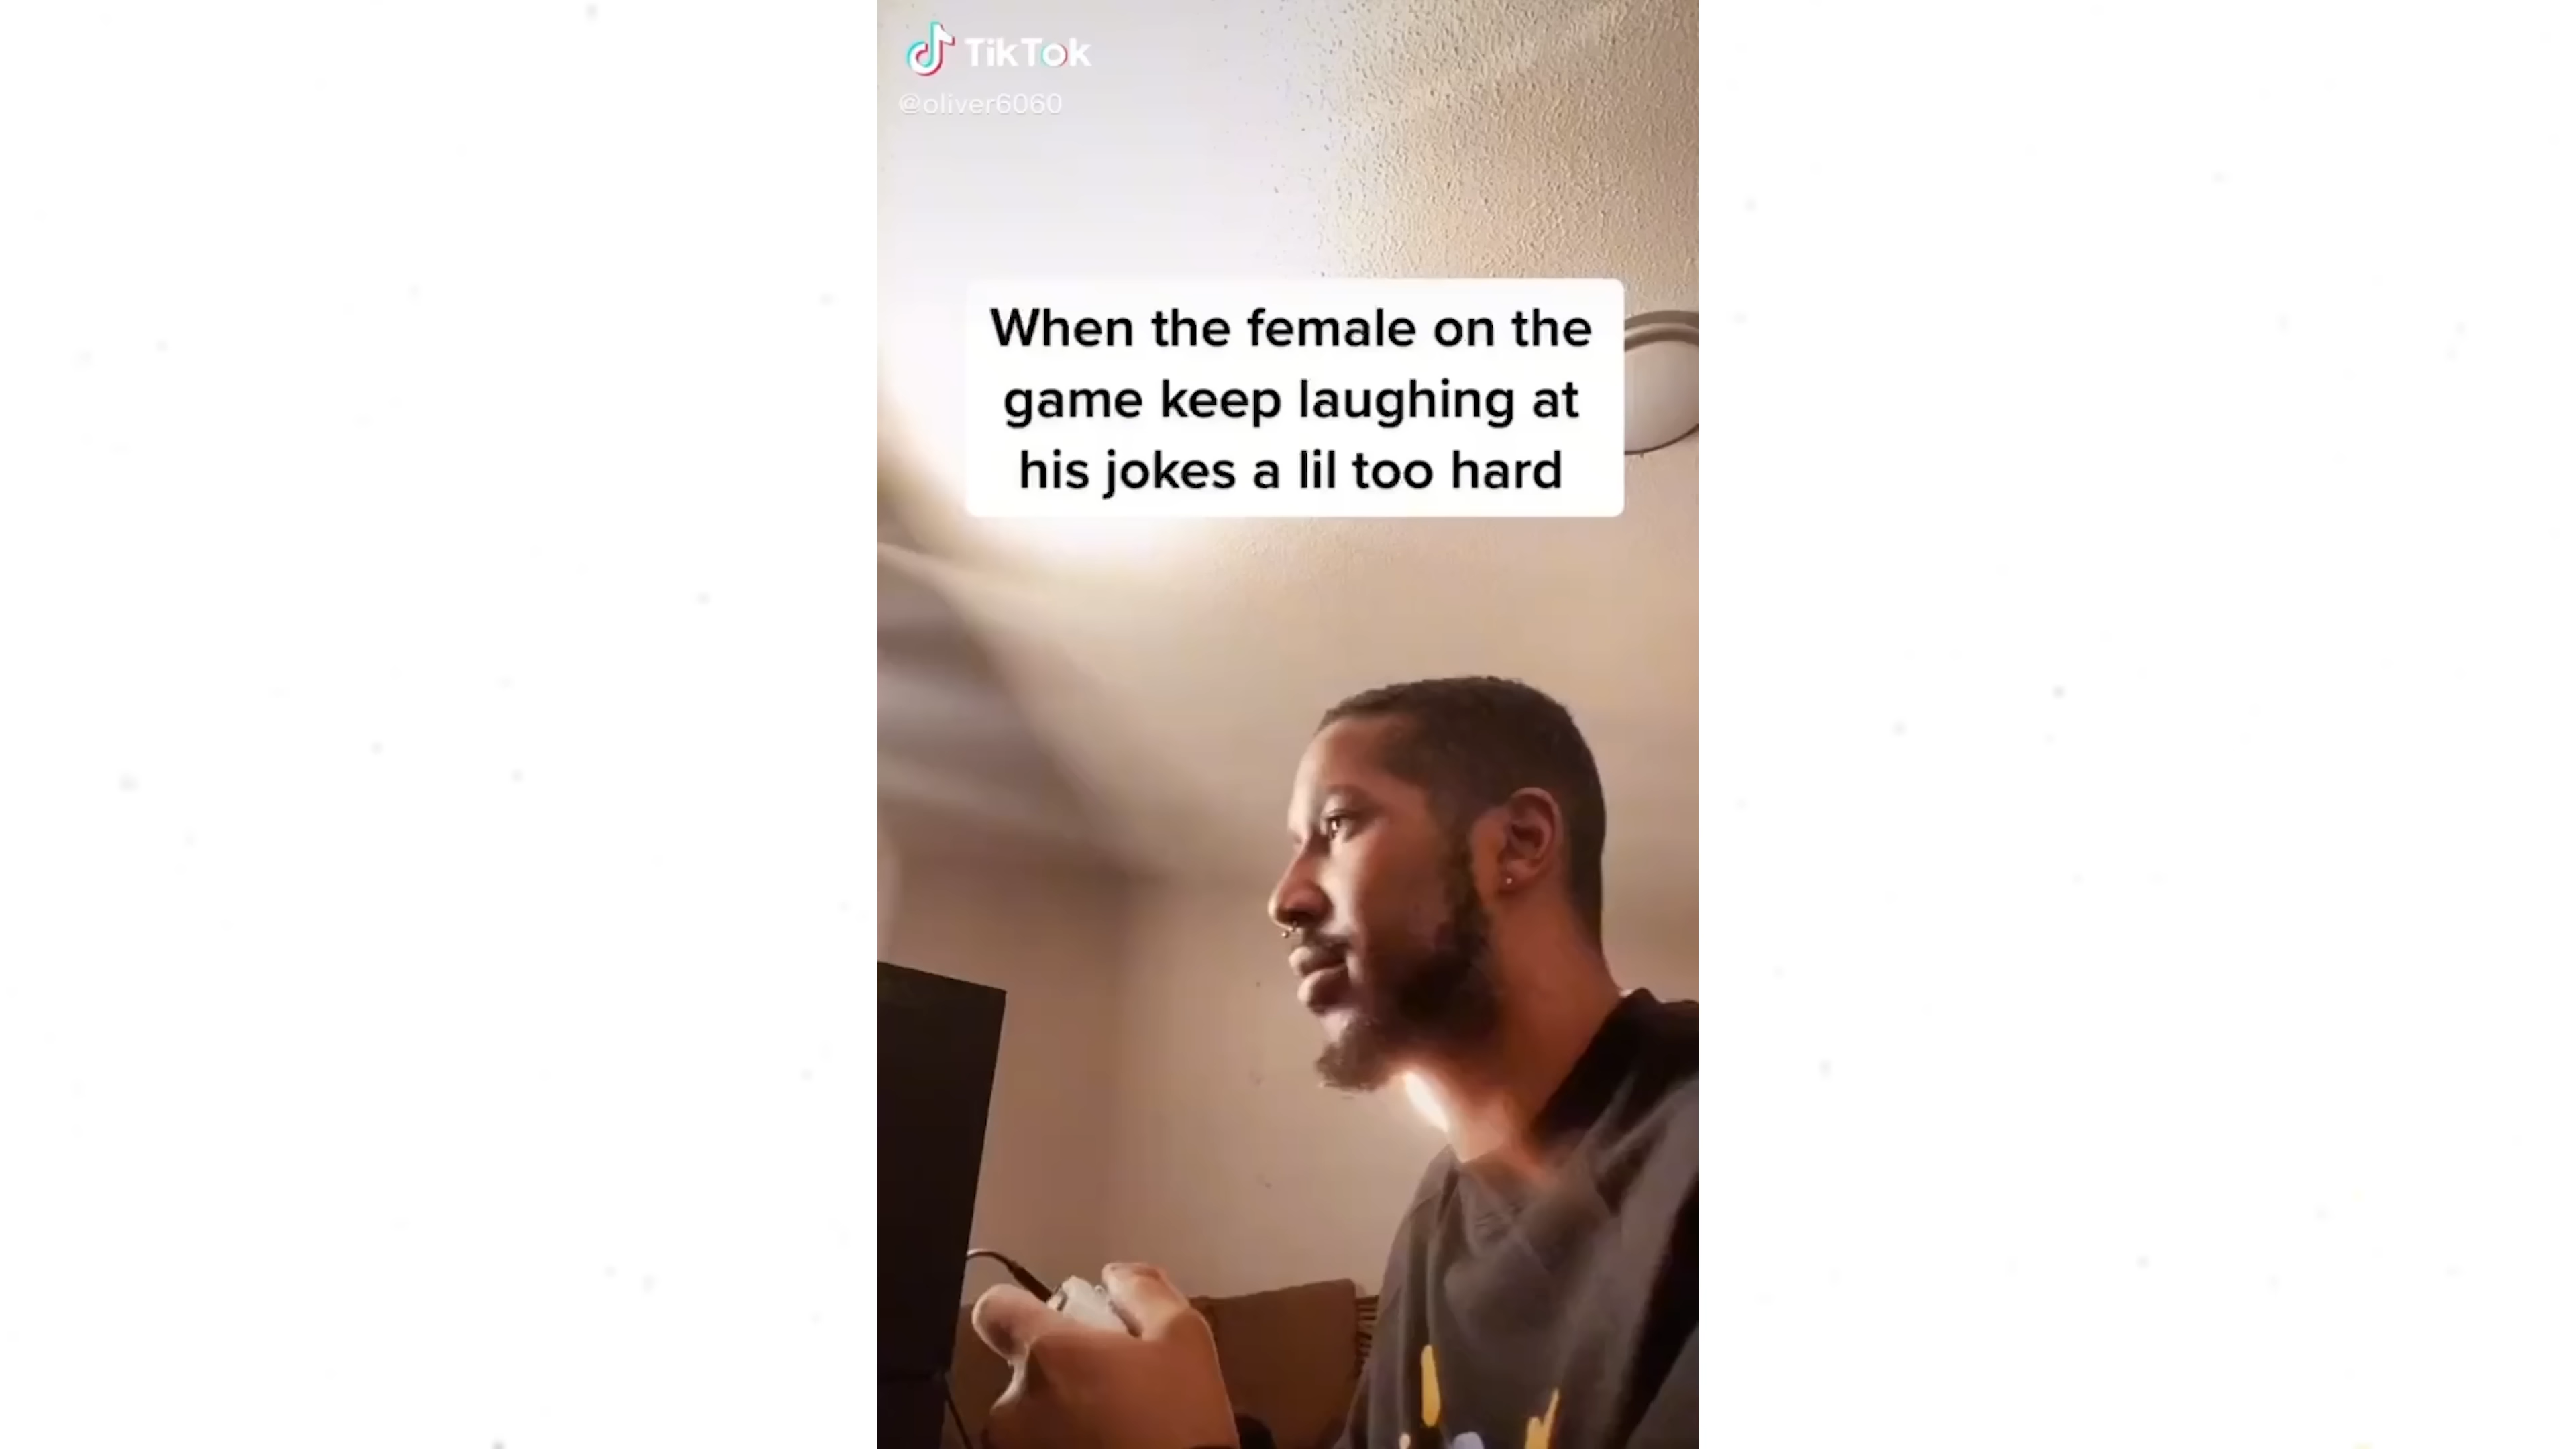 TikTok
@oliver6060
When the female on the
game keep laughing at
his jokes a lil too hard